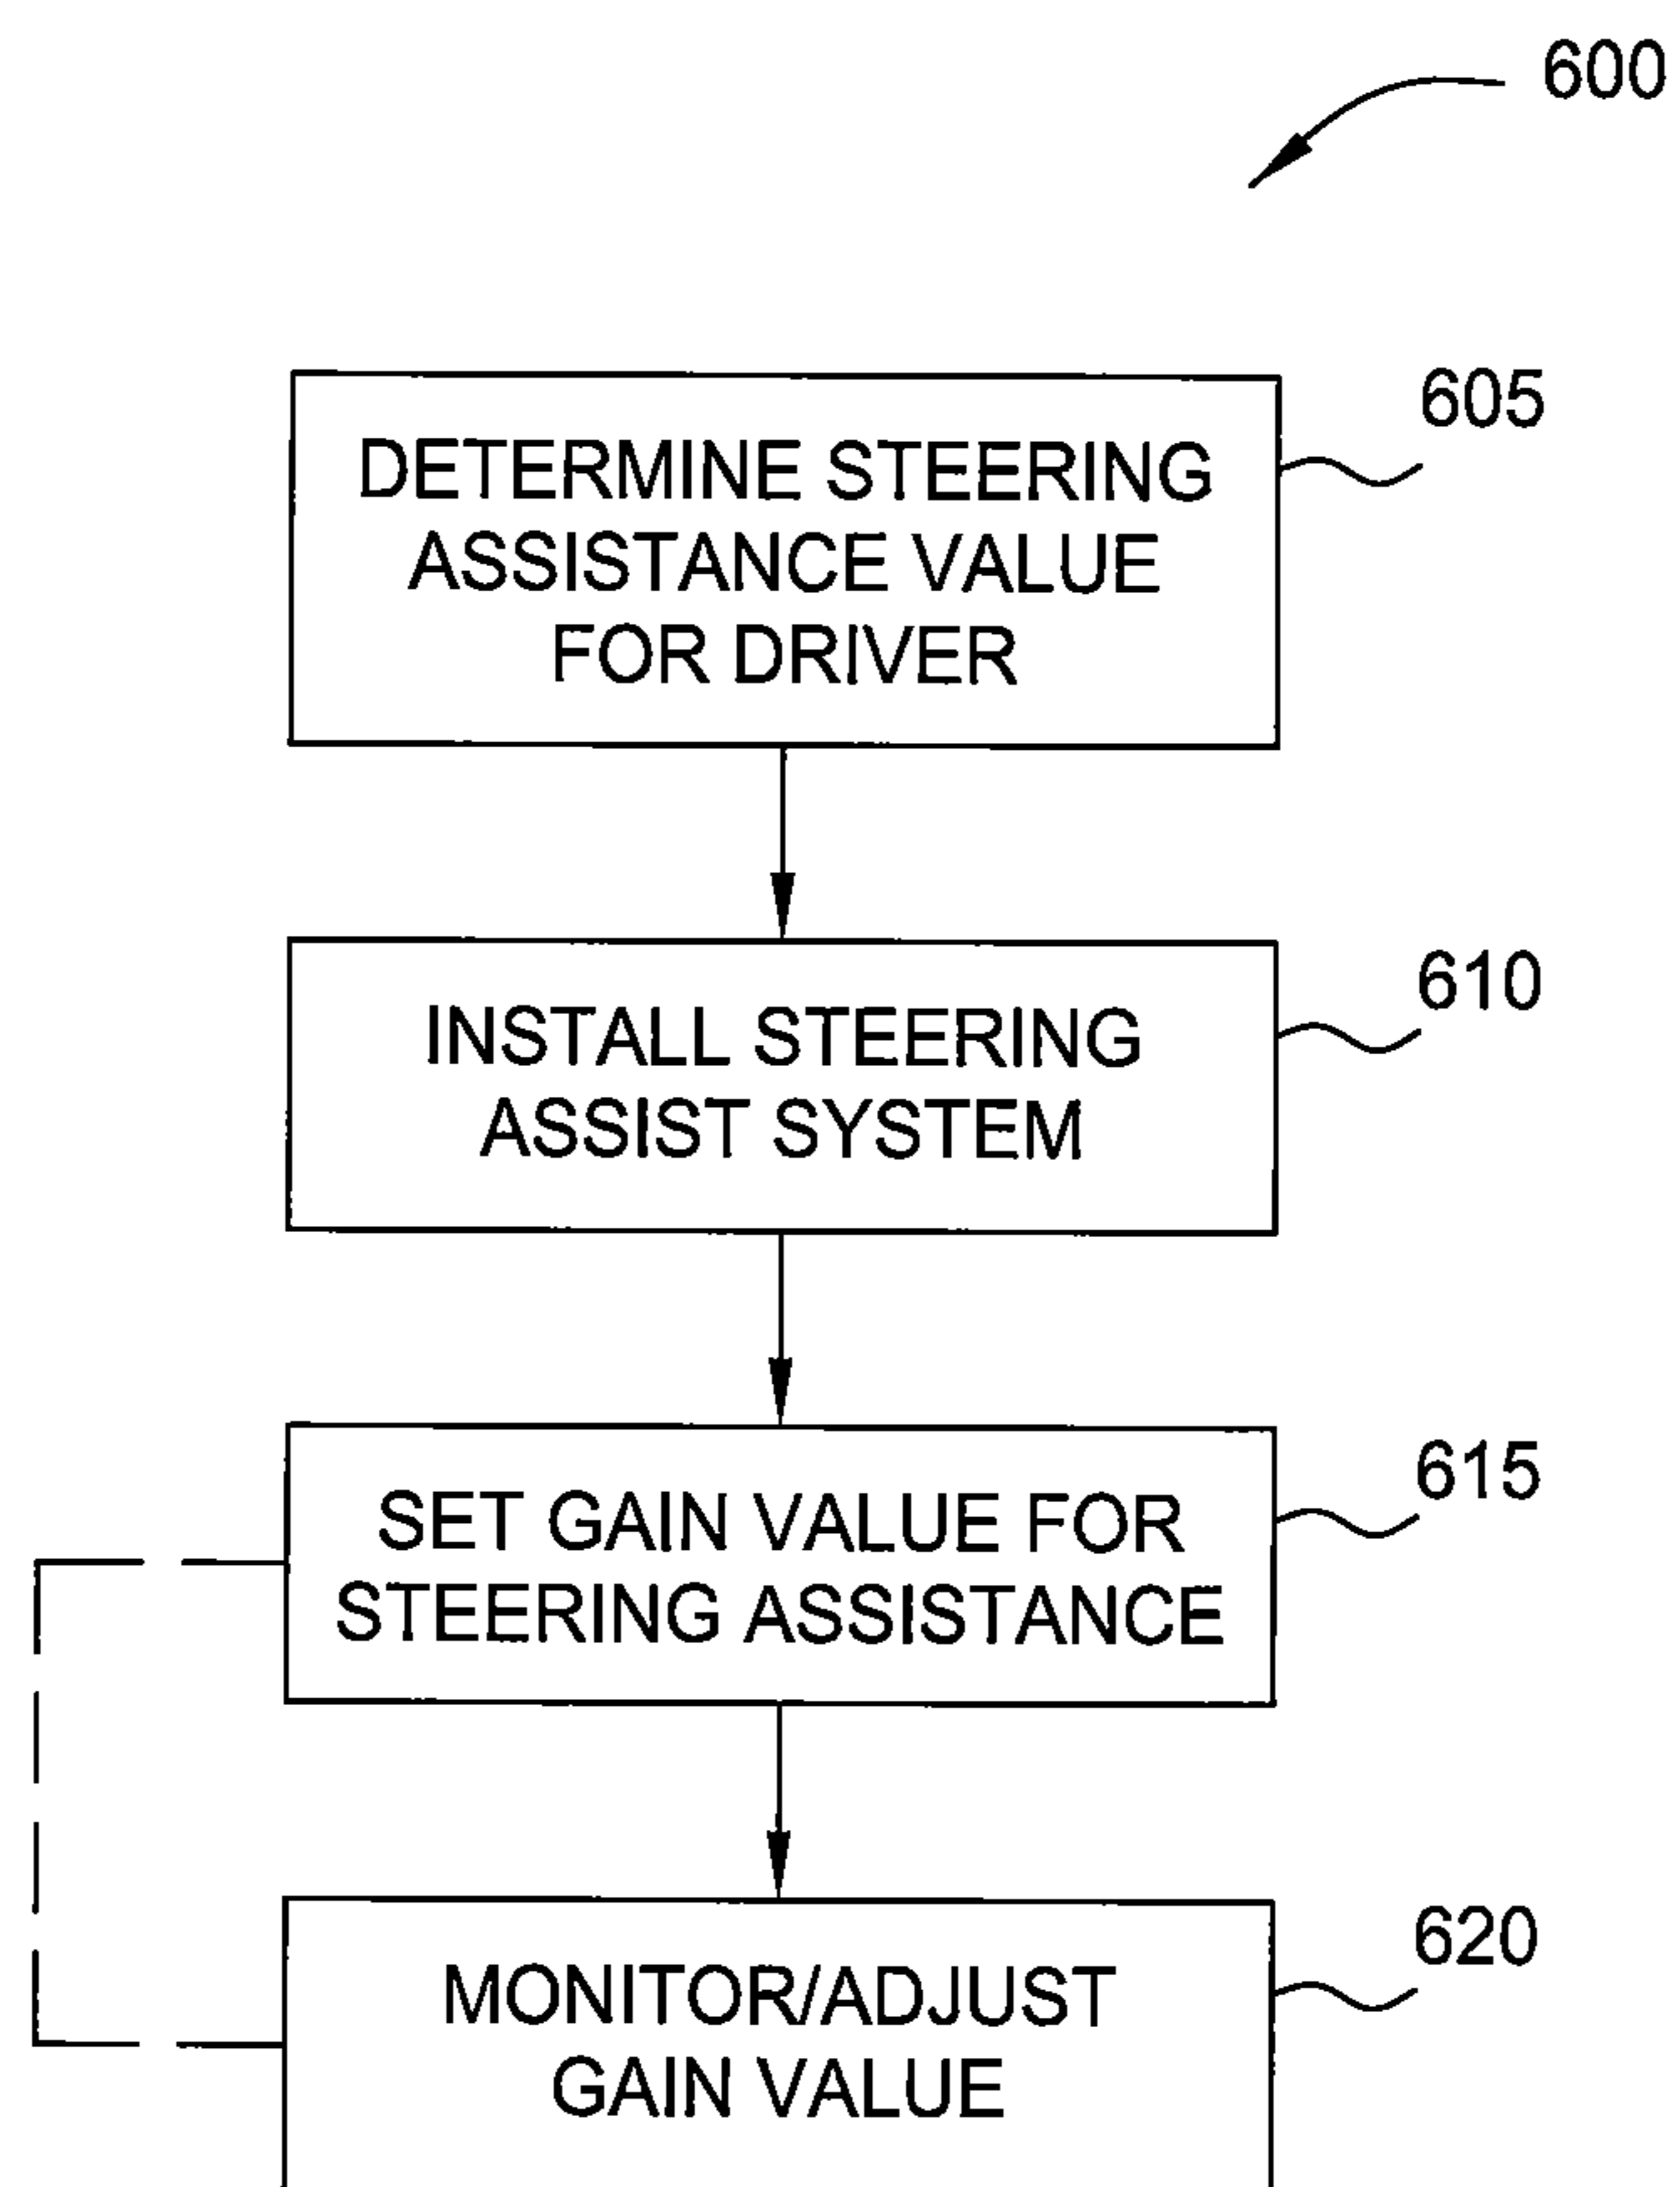 600
605
DETERMINE STEERING
ASSISTANCE VALUE
FOR DRIVER
610
INSTALL STEERING
ASSIST SYSTEM
615
SET GAIN VALUE FOR
STEERING ASSISTANCE
620
MONITOR/ADJUST
GAIN VALUE